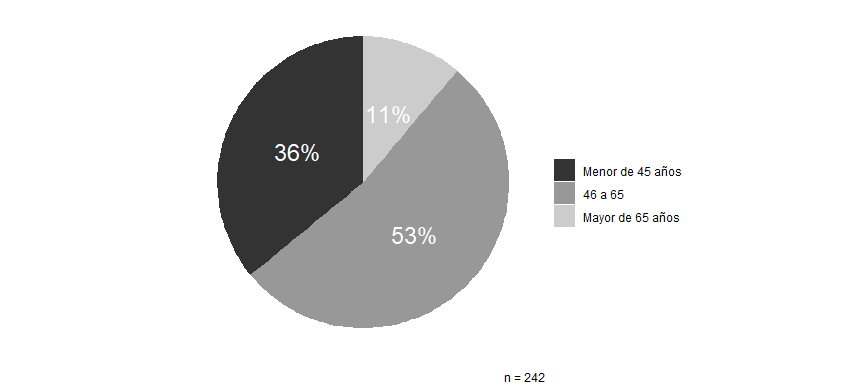 11%
36%
53%
Menor de 45 años
46 a 65
Mayor de 65 años
n = 242